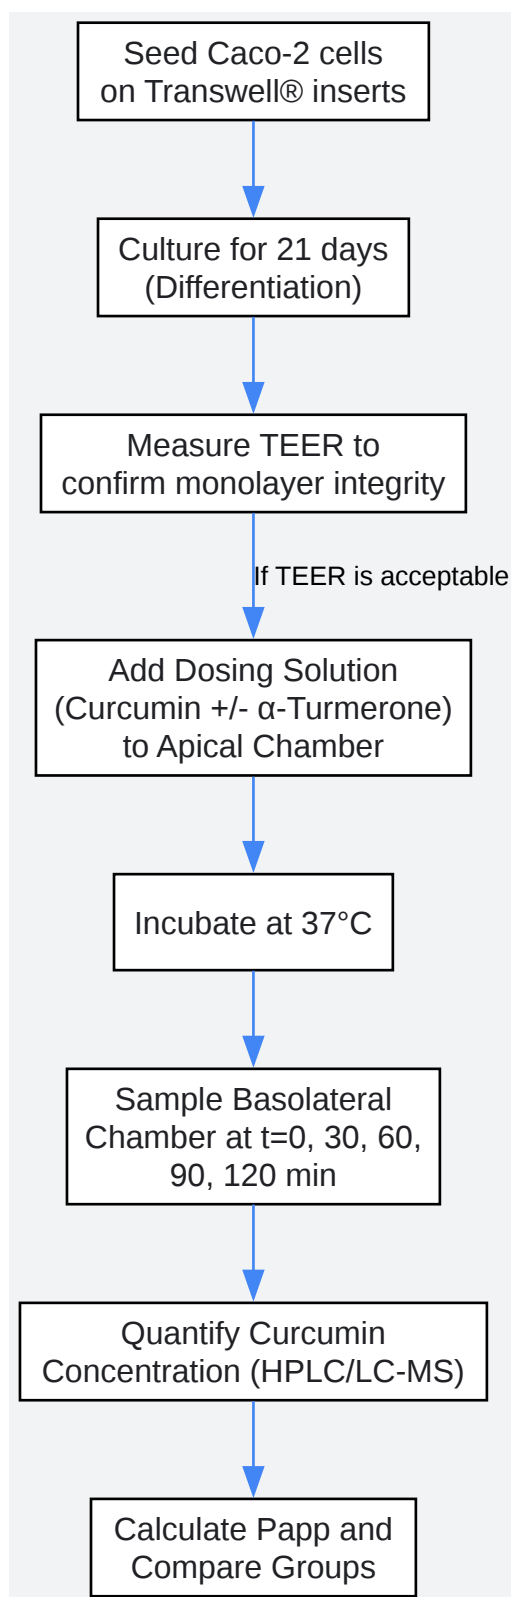 Seed Caco-2 cells
on Transwell® inserts
Culture for 21 days
(Differentiation)
Measure TEER to
confirm monolayer integrity
If TEER is acceptable
Add Dosing Solution
(Curcumin +/- α-Turmerone)
to Apical Chamber
Incubate at 37°C
Sample Basolateral
Chamber at t=0, 30, 60,
90, 120 min
Quantify Curcumin
Concentration (HPLC/LC-MS)
Calculate Papp and
Compare Groups